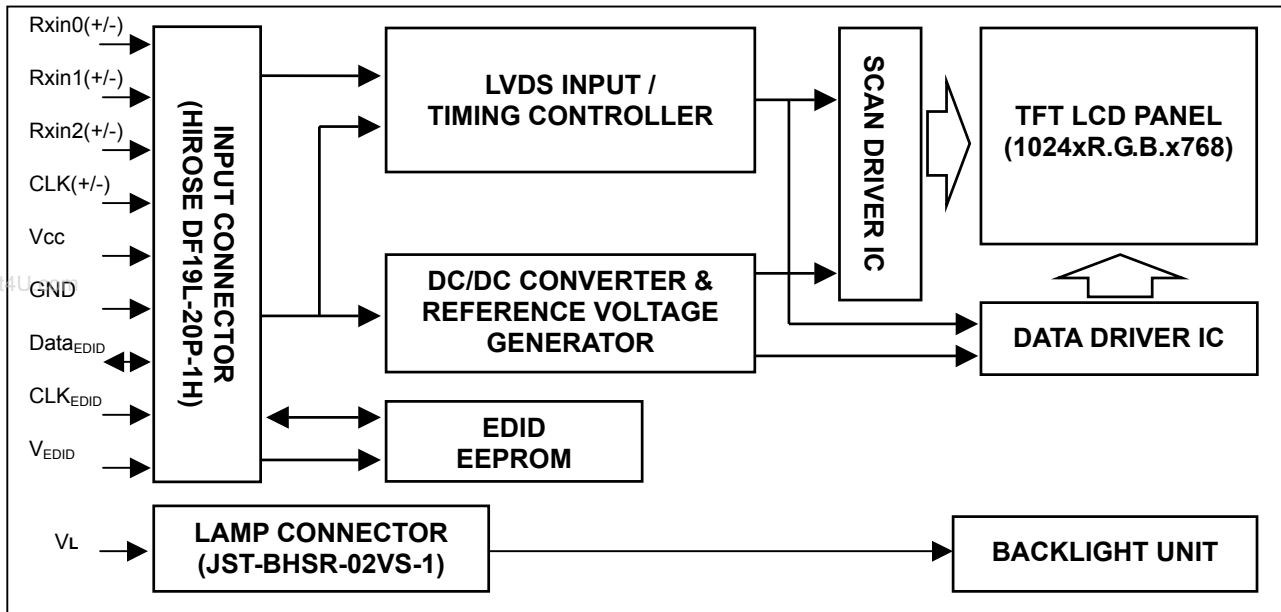 Rxin0(+/-)
Rxin1(+/-)
Rxin2(+/-)
CLK(+/-)
Vcc
GND
DataEDID
CLKEDID
VEDID
VL
INPUT CONNECTOR
(HIROSE DF19L-20P-1H)
LVDS INPUT /
TIMING CONTROLLER
DC/DC CONVERTER &
REFERENCE VOLTAGE
GENERATOR
EDID
EEPROM
LAMP CONNECTOR
(JST-BHSR-02VS-1)
SCAN DRIVER IC
TFT LCD PANEL
(1024xR.G.B.x768)
DATA DRIVER IC
BACKLIGHT UNIT